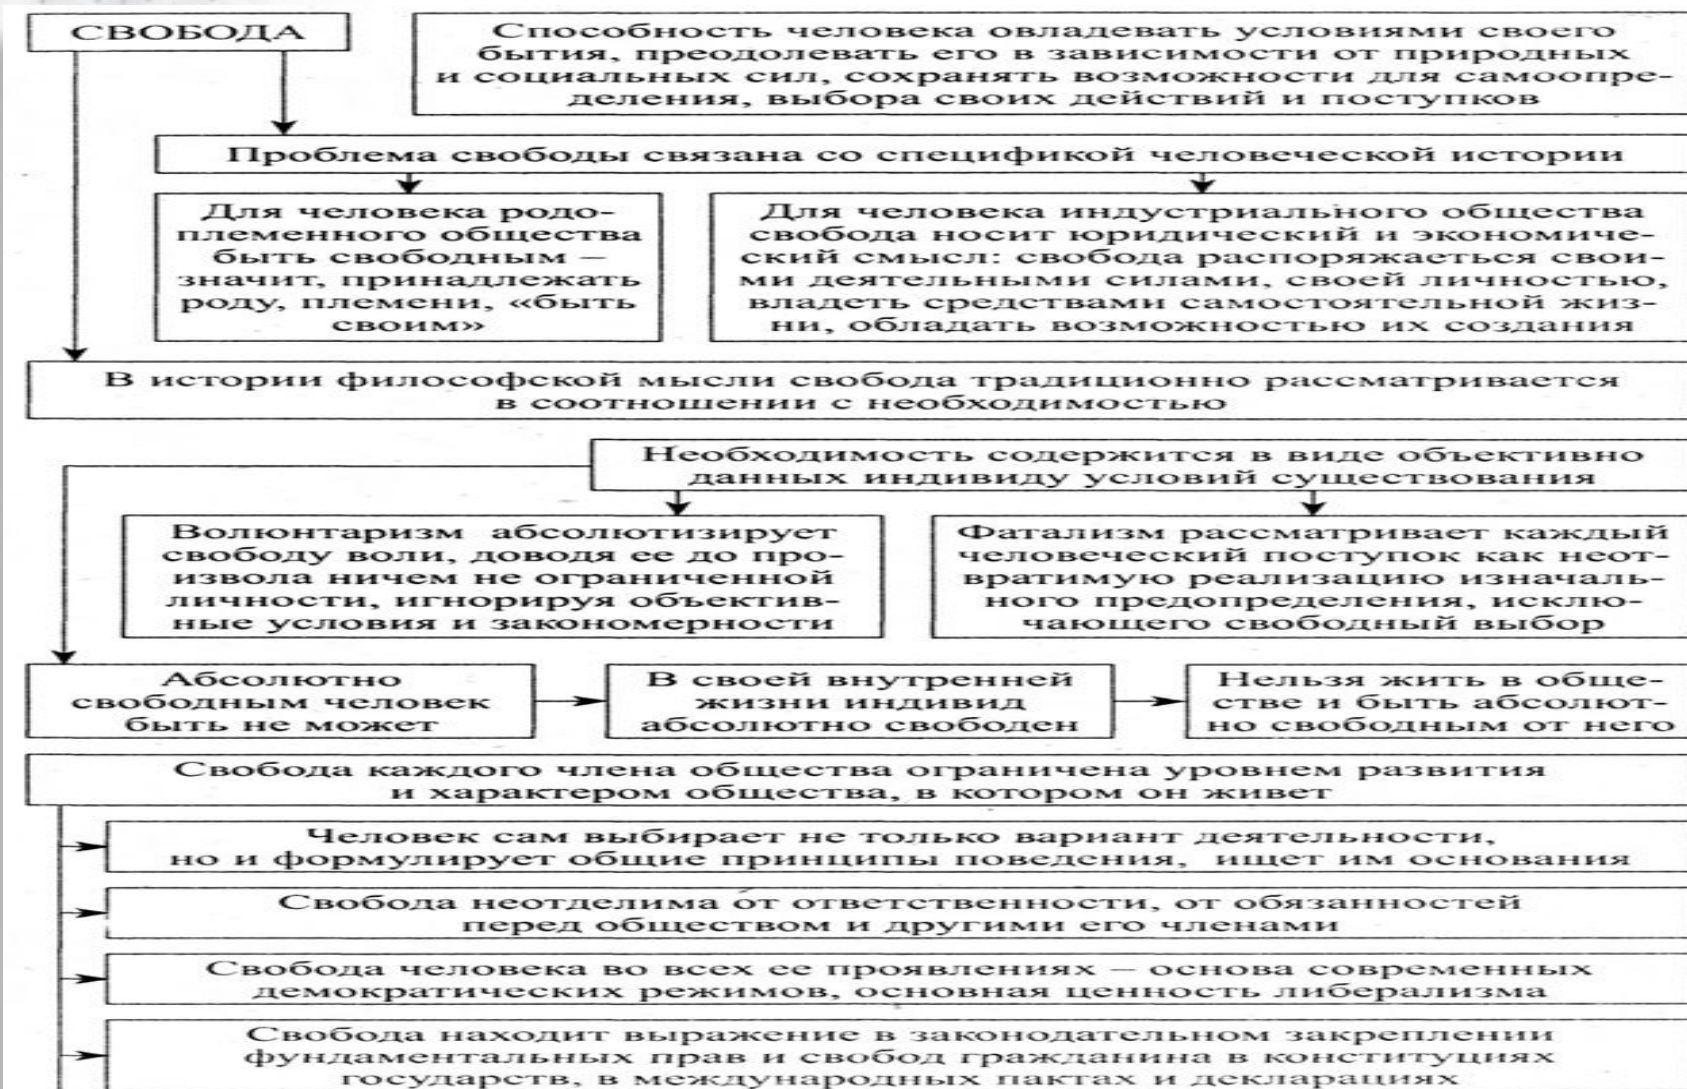 СВОБОДА
Способность человека овладевать условиями своего
бытия, преодолевать его в зависимости от природных
и социальных сил, сохранять возможности для самоопре-
деления, выбора своих действий и поступков
Проблема свободы связана со спецификой человеческой истории
Для человека родо-
племенного общества
быть свободным –
значит, принадлежать
роду, племени, «быть
своим»
Для человека индустриального общества
свобода носит юридический и экономиче-
ский смысл: свобода распоряжаеться свои-
ми деятельными силами, своей личностью,
владеть средствами самостоятельной жиз-
ни, обладать возможностью их создания
В истории философской мысли свобода традиционно рассматривается
в соотношении с необходимостью
Необходимость содержится в виде объективно
данных индивиду условий существования
Волюнтаризм абсолютизирует
свободу воли, доводя ее до про-
извола ничем не ограниченной
личности, игнорируя объектив-
ные условия и закономерности
Фатализм рассматривает каждый
человеческий поступок как неот-
вратимую реализацию изначаль-
ного предопределения, исклю-
чающего свободный выбор
Абсолютно
свободным человек
быть не может
В своей внутренней
жизни индивид
абсолютно свободен
Нельзя жить в обще-
стве и быть абсолют-
но свободным от него
Свобода каждого члена общества ограничена уровнем развития
и характером общества, в котором он живет
Человек сам выбирает не только вариант деятельности,
но и формулирует общие принципы поведения, ищет им основания
Свобода неотделима от ответственности, от обязанностей
перед обществом и другими его членами
Свобода человека во всех ее проявлениях – основа современных
демократических режимов, основная ценность либерализма
Свобода находит выражение в законодательном закреплении
фундаментальных прав и свобод гражданина в конституциях
государств, в международных пактах и декларациях